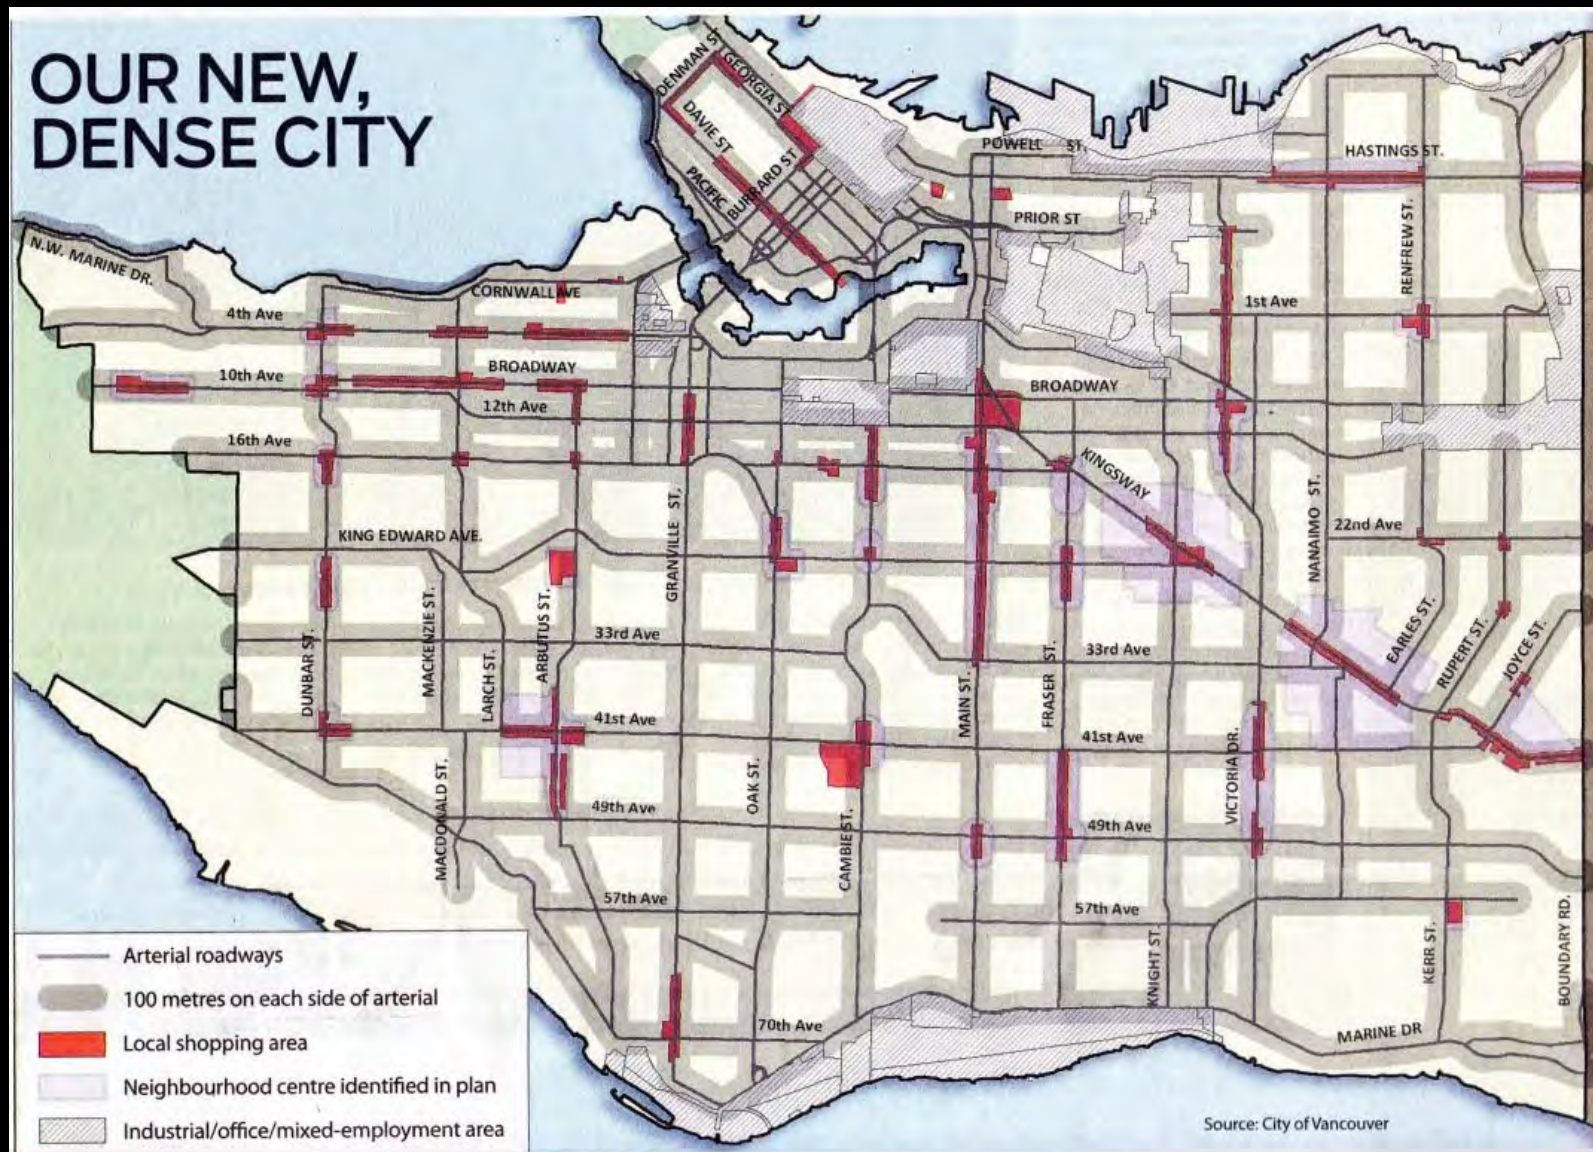 OUR NEW,
DENSE CITY
DENMAN ST
GEORGIA ST
DAVIE ST
PACIFIC
BURRARD ST
POWELL ST.
HASTINGS ST.
PRIOR ST
RENFREW ST.
N.W. MARINE DR.
CORNWALL AVE
4th Ave
1st Ave
10th Ave
BROADWAY
BROADWAY
12th Ave
16th Ave
KINGSWAY
GRANVILLE ST.
NANAIMO ST.
22nd Ave
KING EDWARD AVE.
MACKENZIE ST.
ARBUTUS ST.
DUNBAR ST.
LARCH ST.
33rd Ave
33rd Ave
EARLES ST.
RUPERT ST.
JOYCE ST.
MAIN ST.
FRASER ST.
41st Ave
41st Ave
VICTORIA DR.
MACDONALD ST.
OAK ST.
CAMBIE ST.
49th Ave
49th Ave
57th Ave
57th Ave
KNIGHT ST.
KERR ST.
BOUNDARY RD.
70th Ave
MARINE DR
Arterial roadways
100 metres on each side of arterial
Local shopping area
Neighbourhood centre identified in plan
Industrial/office/mixed-employment area
Source: City of Vancouver